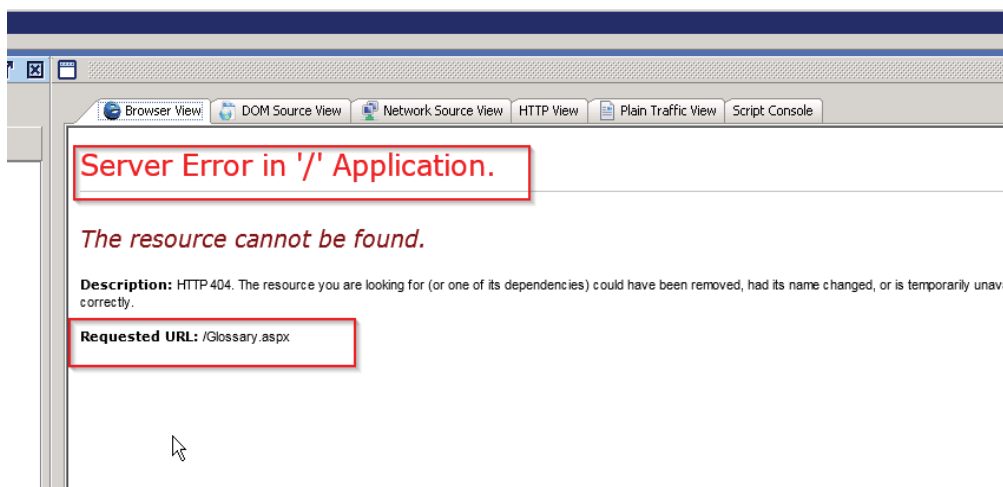 Browser View DOM Source View Network Source View HTTP View Plain Traffic View Script Console
Server Error in '/' Application.
The resource cannot be found.
Description: HTTP 404. The resource you are looking for (or one of its dependencies) could have been removed, had its name changed, or is temporarily
correctly.
Requested URL: /Glossary.aspx